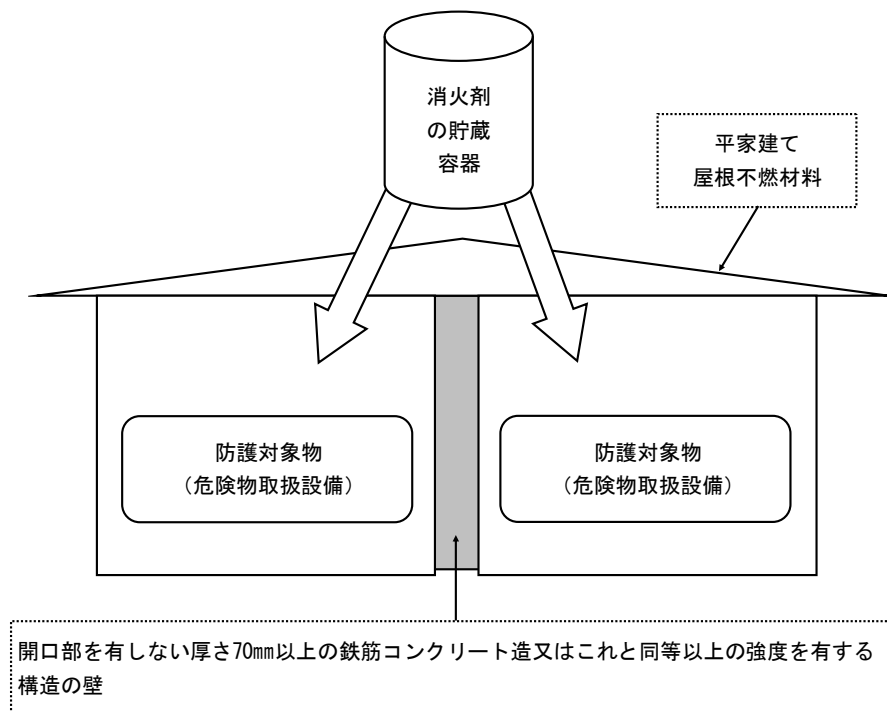 消火剤
の貯蔵
容器
平家建て
屋根不燃材料
防護対象物
（危険物取扱設備）
防護対象物
（危険物取扱設備）
開口部を有しない厚さ70㎜以上の鉄筋コンクリート造又はこれと同等以上の強度を有する
構造の壁